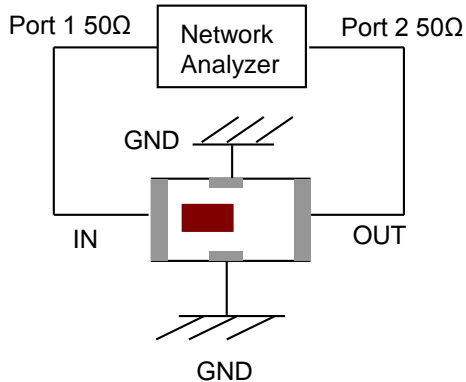 Port 1 50Ω
Network
Analyzer
Port 2 50Ω
GND
IN
OUT
GND